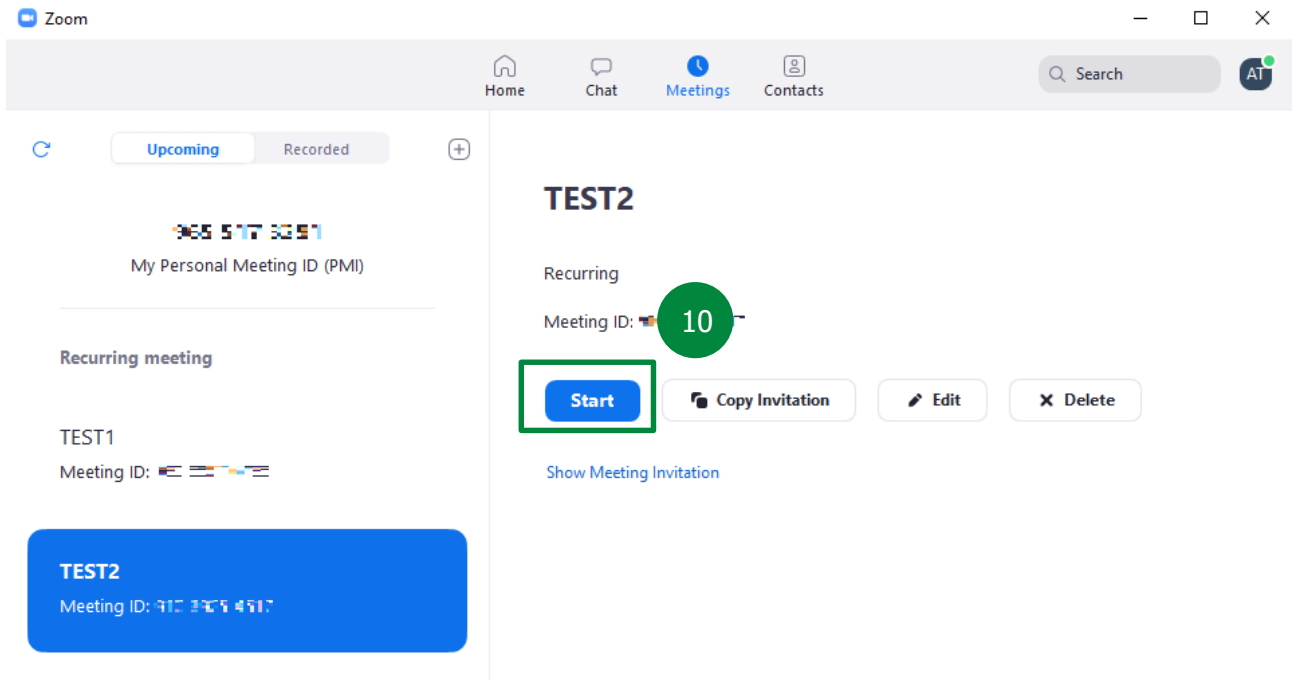 Zoom
Home Chat Meetings Contacts
Search
AT
Upcoming Recorded
My Personal Meeting ID (PMI)
Recurring meeting
TEST1
Meeting ID:
TEST2
Meeting ID:
TEST2
Recurring
Meeting ID:
10
Start Copy Invitation Edit Delete
Show Meeting Invitation